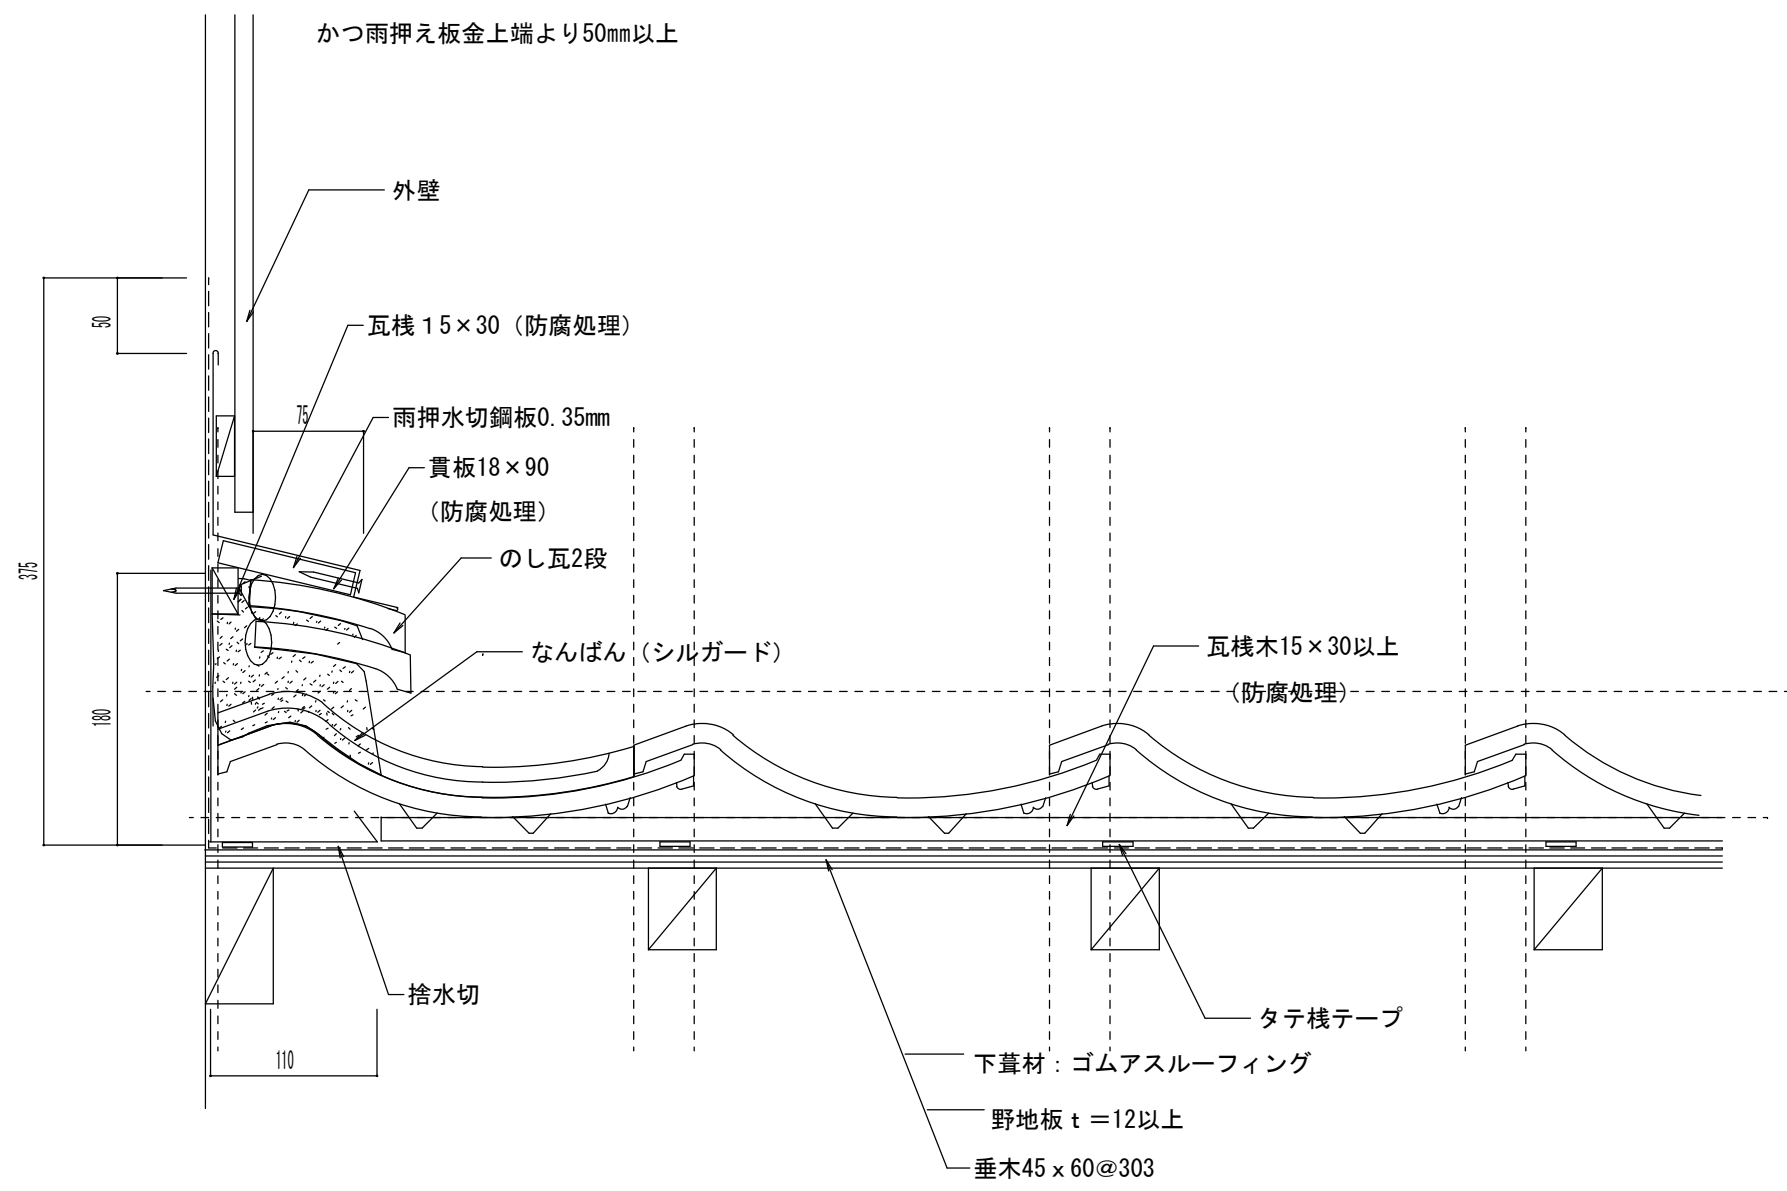 かつ雨押え板金上端より50mm以上
外壁
50
瓦桟１5×30（防腐処理）
75
雨押水切鋼板0.35mm
貫板18×90
（防腐処理）
のし瓦2段
375
なんばん（シルガード）
瓦桟木15×30以上
（防腐処理）
180
捨水切
タテ桟テープ
110
下葺材：ゴムアスルーフィング
野地板ｔ＝12以上
垂木45ｘ60@303